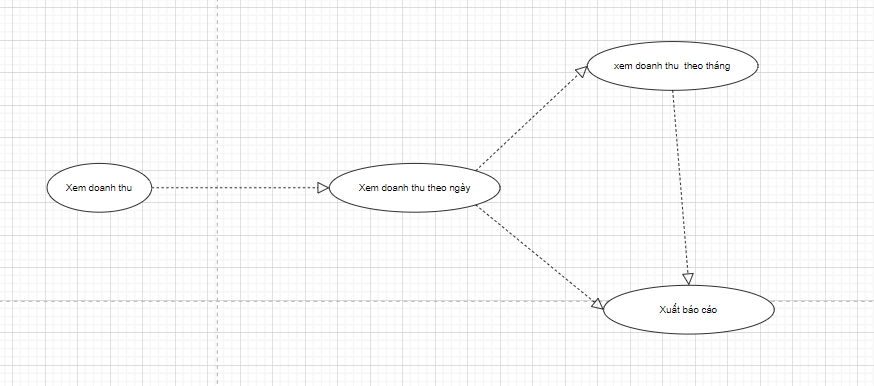 xem doanh thu theo tháng
Xem doanh thu
Xem doanh thu theo ngày
Xuất báo cáo